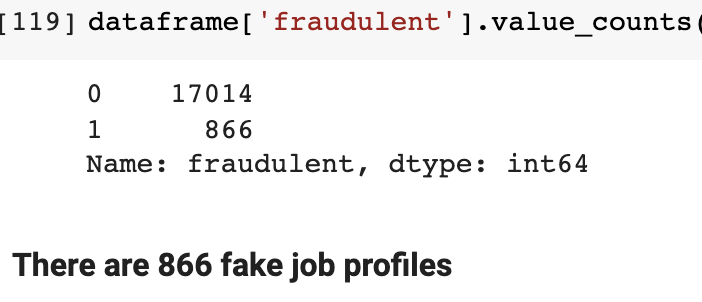 [119] dataframe['fraudulent'].value_counts(
0 17014
1 866
Name: fraudulent, dtype: int64
There are 866 fake job profiles